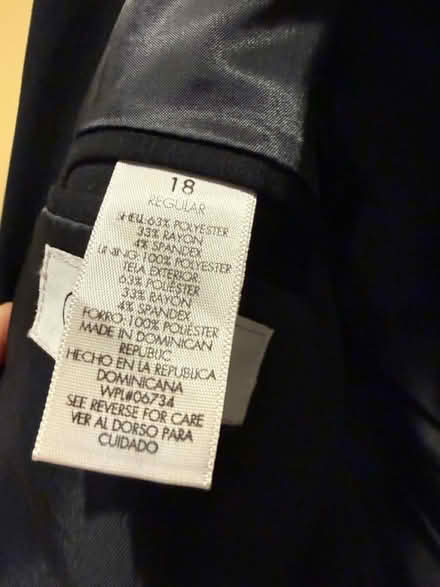 18
REGULAR
SHELL:63% POLYESTER
33% RAYON
4% SPANDEX
LINING:100% POLYESTER
TELA EXTERIOR
63% POLIÉSTER
33% RAYON
4% SPANDEX
FORRO:100% POLIÉSTER
MADE IN DOMINICAN
REPUBLIC
HECHO EN LA REPUBLICA
DOMINICANA
WPL#06734
SEE REVERSE FOR CARE
VER AL DORSO PARA
CUIDADO